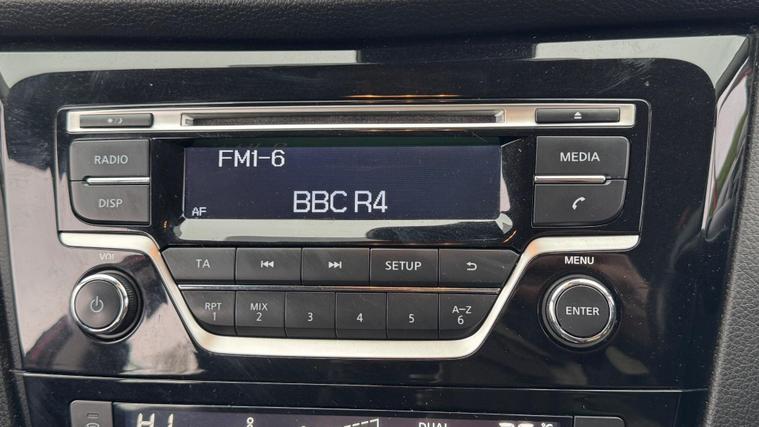 RADIO
FM1-6
MEDIA
DISP
AF
BBC R4
VOL
TA
SETUP
MENU
RPT
1
MIX
2
3
4
5
A-Z
6
ENTER
DUAL